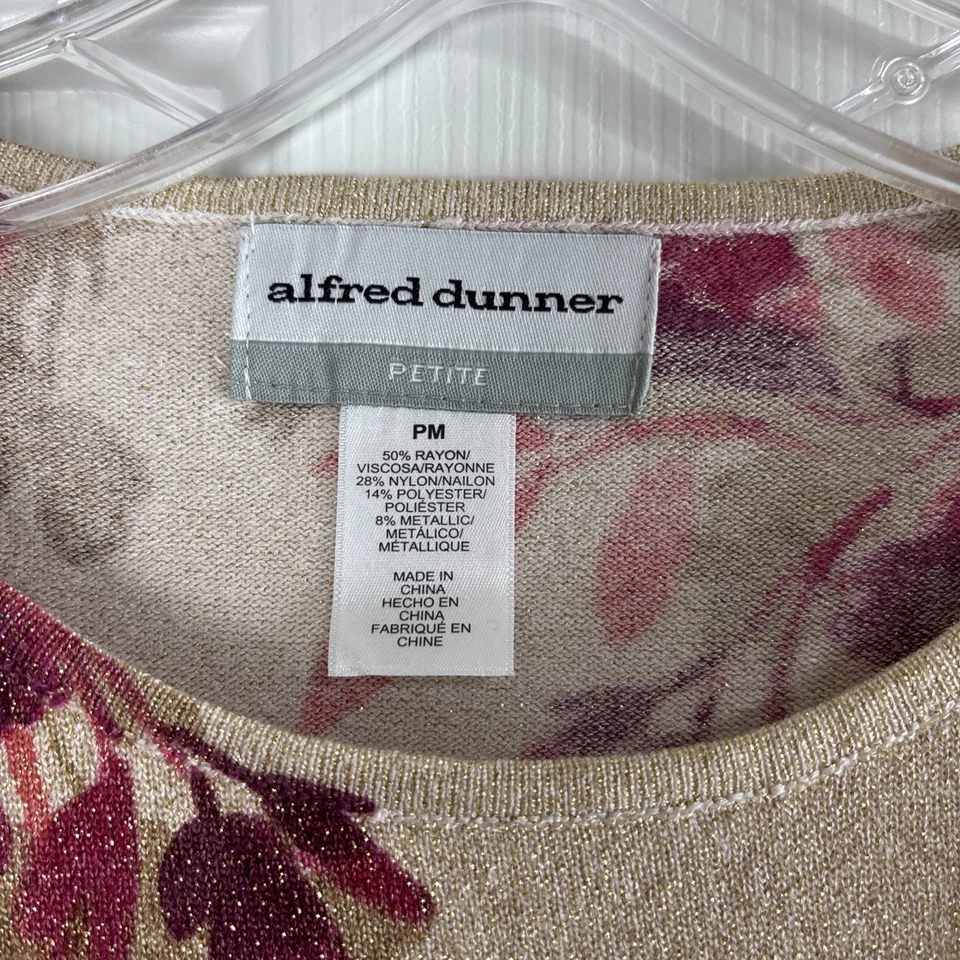 alfred dunner
PETITE
PM
50% RAYON/
VISCOSA/RAYONNE
28% NYLON/NAILON
14% POLYESTER/
POLIÉSTER
8% METALLIC/
METÁLICO/
MÉTALLIQUE
MADE IN
CHINA
HECHO EN
CHINA
FABRIQUÉ EN
CHINE